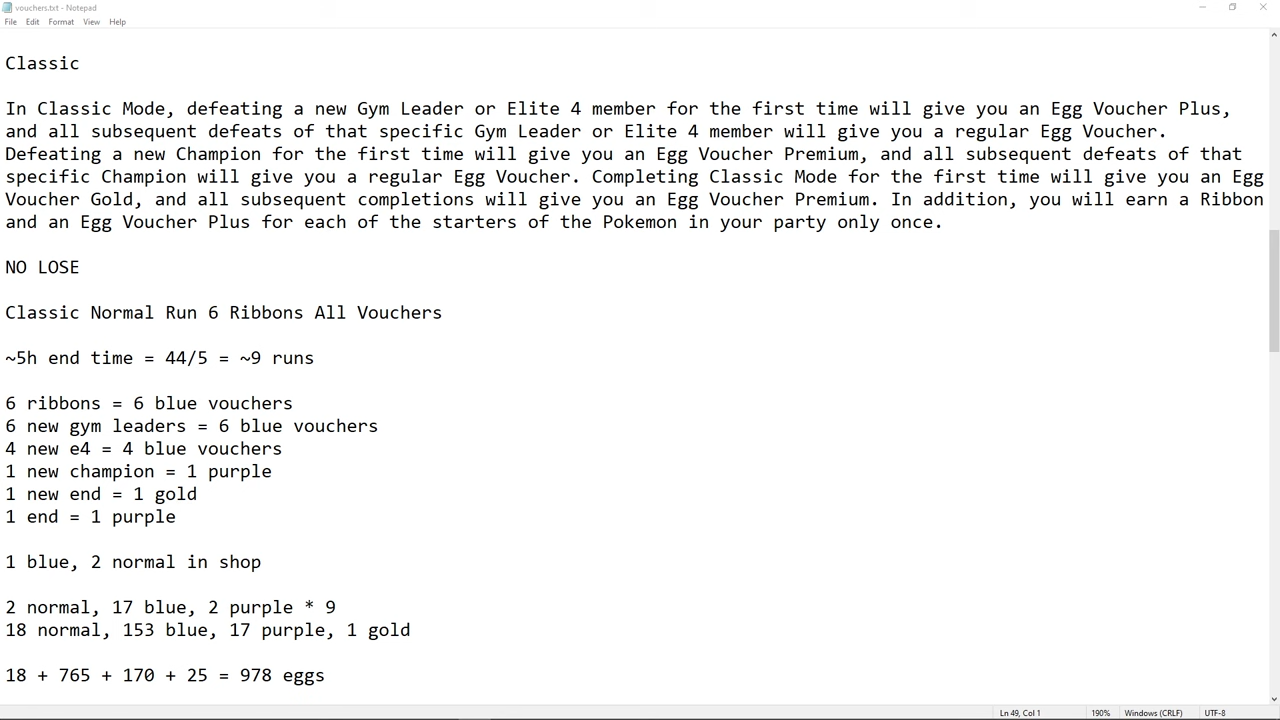 vouchers.txt - Notepad
File Edit Format View Help
Classic
In Classic Mode, defeating a new Gym Leader or Elite 4 member for the first time will give you an Egg Voucher Plus,
and all subsequent defeats of that specific Gym Leader or Elite 4 member will give you a regular Egg Voucher.
Defeating a new Champion for the first time will give you an Egg Voucher Premium, and all subsequent defeats of that
specific Champion will give you a regular Egg Voucher. Completing Classic Mode for the first time will give you an Egg
Voucher Gold, and all subsequent completions will give you an Egg Voucher Premium. In addition, you will earn a Ribbon
and an Egg Voucher Plus for each of the starters of the Pokemon in your party only once.
NO LOSE
Classic Normal Run 6 Ribbons All Vouchers
~5h end time = 44/5 = ~9 runs
6 ribbons = 6 blue vouchers
6 new gym leaders = 6 blue vouchers
4 new e4 = 4 blue vouchers
1 new champion = 1 purple
1 new end = 1 gold
1 end = 1 purple
1 blue, 2 normal in shop
2 normal, 17 blue, 2 purple * 9
18 normal, 153 blue, 17 purple, 1 gold
18 + 765 + 170 + 25 = 978 eggs
Ln 49, Col 1 190% Windows (CRLF) UTF-8